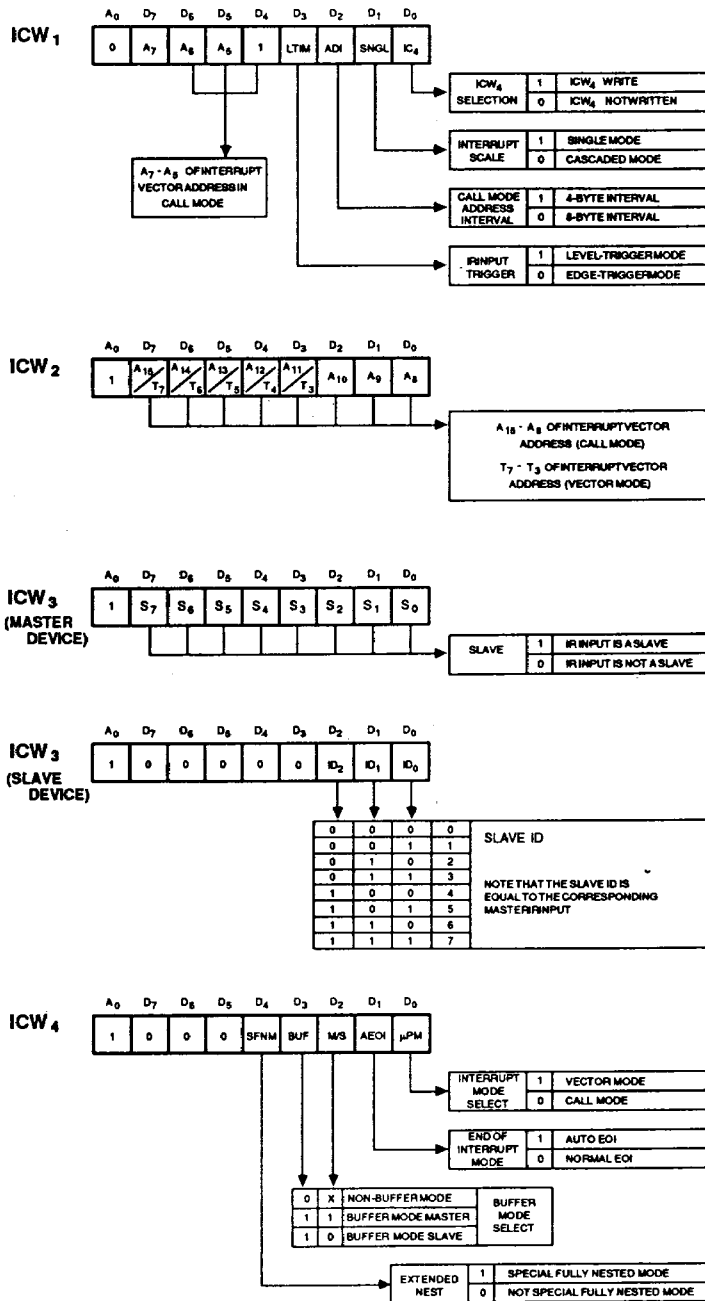 ICW1
A0 D7 D6 D5 D4 D3 D2 D1 D0
0 A7 A6 A5 1 LTIM ADI SNGL IC4
ICW4 SELECTION
1 ICW4 WRITE
0 ICW4 NOTWRITTEN
INTERRUPT SCALE
1 SINGLE MODE
0 CASCADED MODE
A7 - A5 OF INTERRUPT
VECTOR ADDRESS IN
CALL MODE
CALL MODE ADDRESS INTERVAL
1 4-BYTE INTERVAL
0 8-BYTE INTERVAL
IRINPUT TRIGGER
1 LEVEL-TRIGGERMODE
0 EDGE-TRIGGERMODE
ICW2
A0 D7 D6 D5 D4 D3 D2 D1 D0
1 A15/T7 A14/T6 A13/T5 A12/T4 A11/T3 A10 A9 A8
A15 - A8 OF INTERRUPT VECTOR
ADDRESS (CALL MODE)
T7 - T3 OF INTERRUPT VECTOR
ADDRESS (VECTOR MODE)
ICW3
(MASTER
DEVICE)
A0 D7 D6 D5 D4 D3 D2 D1 D0
1 S7 S6 S5 S4 S3 S2 S1 S0
SLAVE
1 IR INPUT IS A SLAVE
0 IR INPUT IS NOT A SLAVE
ICW3
(SLAVE
DEVICE)
A0 D7 D6 D5 D4 D3 D2 D1 D0
1 0 0 0 0 0 ID2 ID1 ID0
0 0 0 0
0 0 1 1
0 1 0 2
0 1 1 3
1 0 0 4
1 0 1 5
1 1 0 6
1 1 1 7
SLAVE ID
NOTE THAT THE SLAVE ID IS
EQUAL TO THE CORRESPONDING
MASTER IR INPUT
ICW4
A0 D7 D6 D5 D4 D3 D2 D1 D0
1 0 0 0 SFNM BUF M/S AEOI µPM
INTERRUPT MODE SELECT
1 VECTOR MODE
0 CALL MODE
END OF INTERRUPT MODE
1 AUTO EOI
0 NORMAL EOI
0 X NON-BUFFER MODE
1 1 BUFFER MODE MASTER
1 0 BUFFER MODE SLAVE
BUFFER MODE SELECT
EXTENDED NEST
1 SPECIAL FULLY NESTED MODE
0 NOT SPECIAL FULLY NESTED MODE